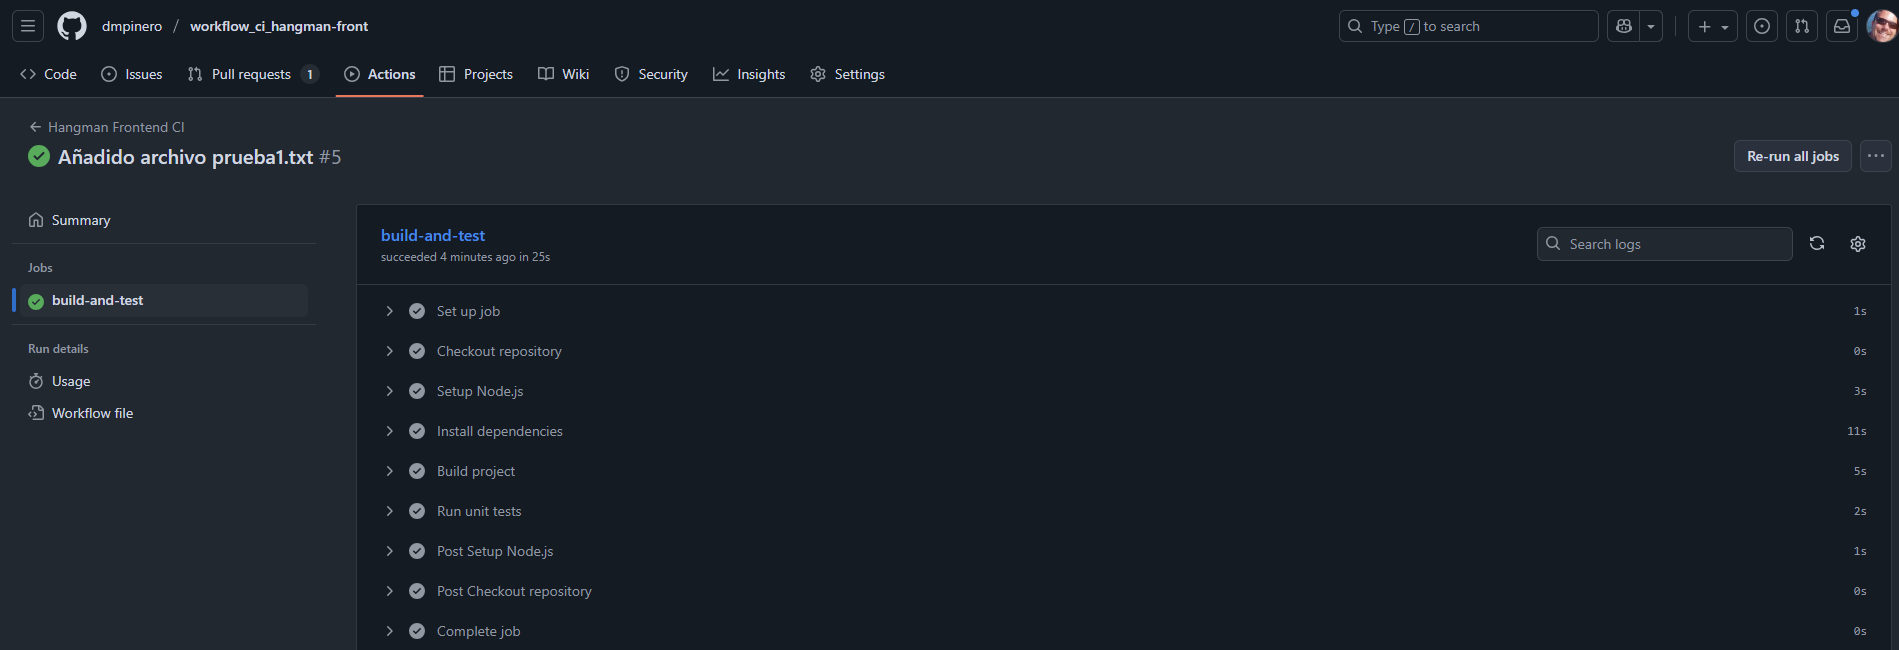 dmpinero / workflow_ci_hangman-front
Type / to search
Code Issues Pull requests 1 Actions Projects Wiki Security Insights Settings
Hangman Frontend CI
Añadido archivo prueba1.txt #5
Re-run all jobs
Summary
Jobs
build-and-test
Run details
Usage
Workflow file
build-and-test
succeeded 4 minutes ago in 25s
Search logs
Set up job 1s
Checkout repository 0s
Setup Node.js 3s
Install dependencies 11s
Build project 5s
Run unit tests 2s
Post Setup Node.js 1s
Post Checkout repository 0s
Complete job 0s